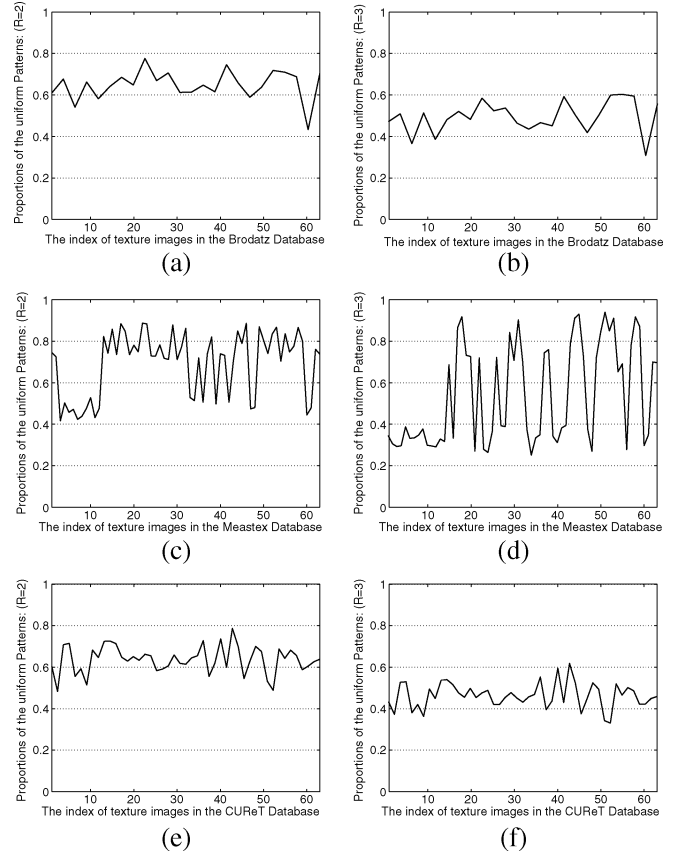 Proportions of the uniform Patterns: (R=2)
1
0.8
0.6
0.4
0.2
0
10 20 30 40 50 60
The index of texture images in the Brodatz Database
(a)
Proportions of the uniform Patterns: (R=3)
1
0.8
0.6
0.4
0.2
0
10 20 30 40 50 60
The index of texture images in the Brodatz Database
(b)
Proportions of the uniform Patterns: (R=2)
1
0.8
0.6
0.4
0.2
0
10 20 30 40 50 60
The index of texture images in the Meastex Database
(c)
Proportions of the uniform Patterns: (R=3)
1
0.8
0.6
0.4
0.2
0
10 20 30 40 50 60
The index of texture images in the Meastex Database
(d)
Proportions of the uniform Patterns: (R=2)
1
0.8
0.6
0.4
0.2
0
10 20 30 40 50 60
The index of texture images in the CUReT Database
(e)
Proportions of the uniform Patterns: (R=3)
1
0.8
0.6
0.4
0.2
0
10 20 30 40 50 60
The index of texture images in the CUReT Database
(f)